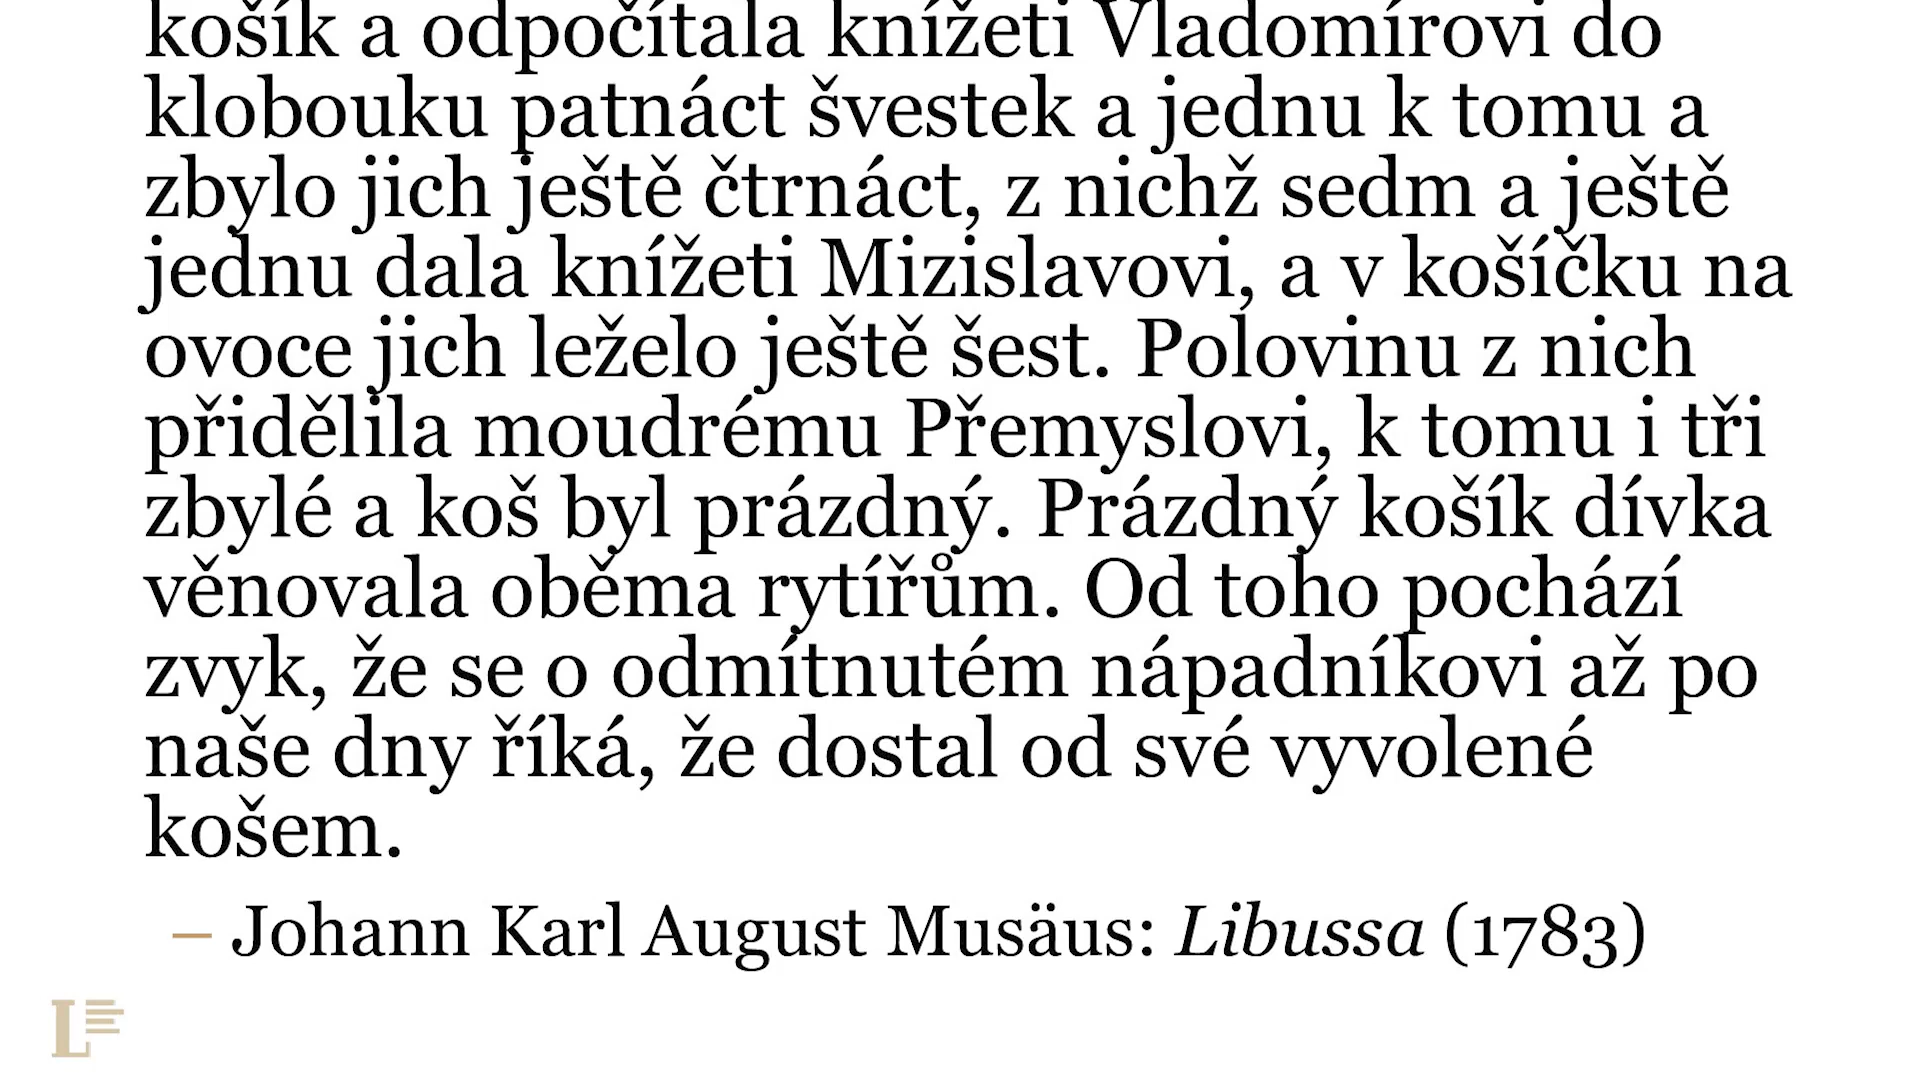 košík a odpočítala knížeti Vladomírovi do
klobouku patnáct švestek a jednu k tomu a
zbylo jich ještě čtrnáct, z nichž sedm a ještě
jednu dala knížeti Mizislavovi, a v košíčku na
ovoce jich leželo ještě šest. Polovinu z nich
přidělila moudrému Přemyslovi, k tomu i tři
zbylé a koš byl prázdný. Prázdný košík dívka
věnovala oběma rytířům. Od toho pochází
zvyk, že se o odmítnutém nápadníkovi až po
naše dny říká, že dostal od své vyvolené
košem.
– Johann Karl August Musäus: Libussa (1783)
L